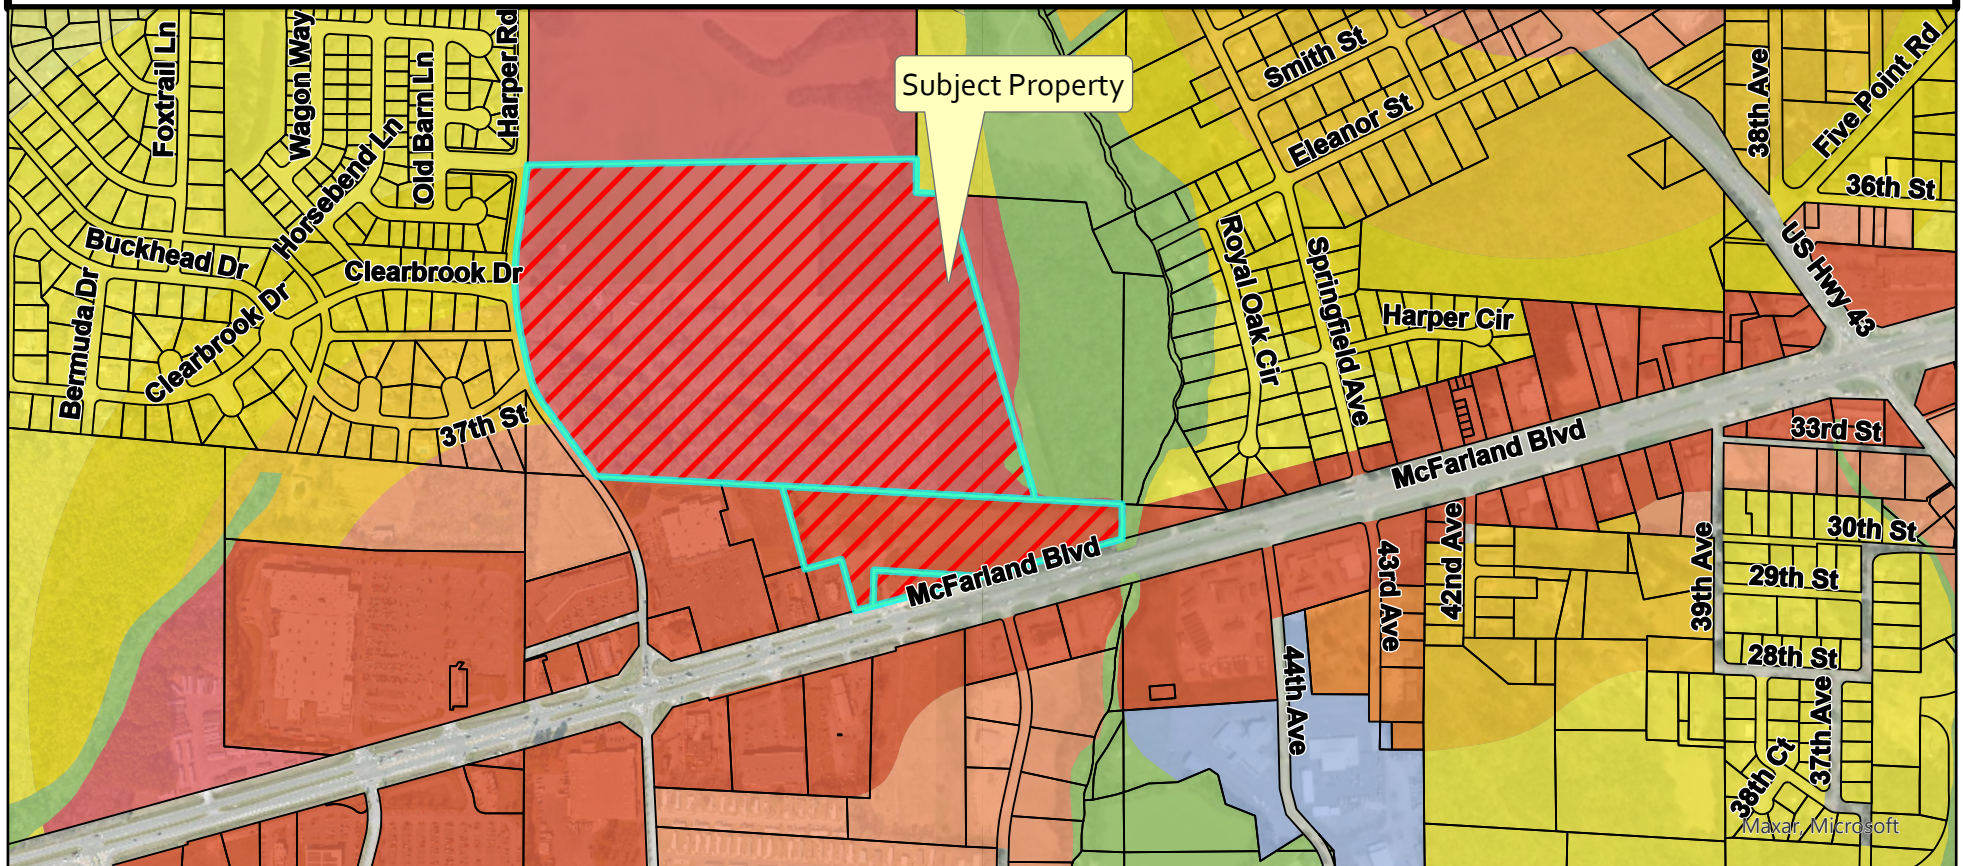 Foxtrail Ln
Wagon Way
Old Barn Ln
Harper Rd
Horsebend Ln
Buckhead Dr
Clearbrook Dr
Bermuda Dr
Clearbrook Dr
37th St
Subject Property
Smith St
Eleanor St
38th Ave
Five Point Rd
36th St
US Hwy 43
Royal Oak Cir
Springfield Ave
Harper Cir
McFarland Blvd
33rd St
McFarland Blvd
43rd Ave
42nd Ave
39th Ave
30th St
29th St
28th St
44th Ave
37th Ave
38th Ct
Maxar, Microsoft